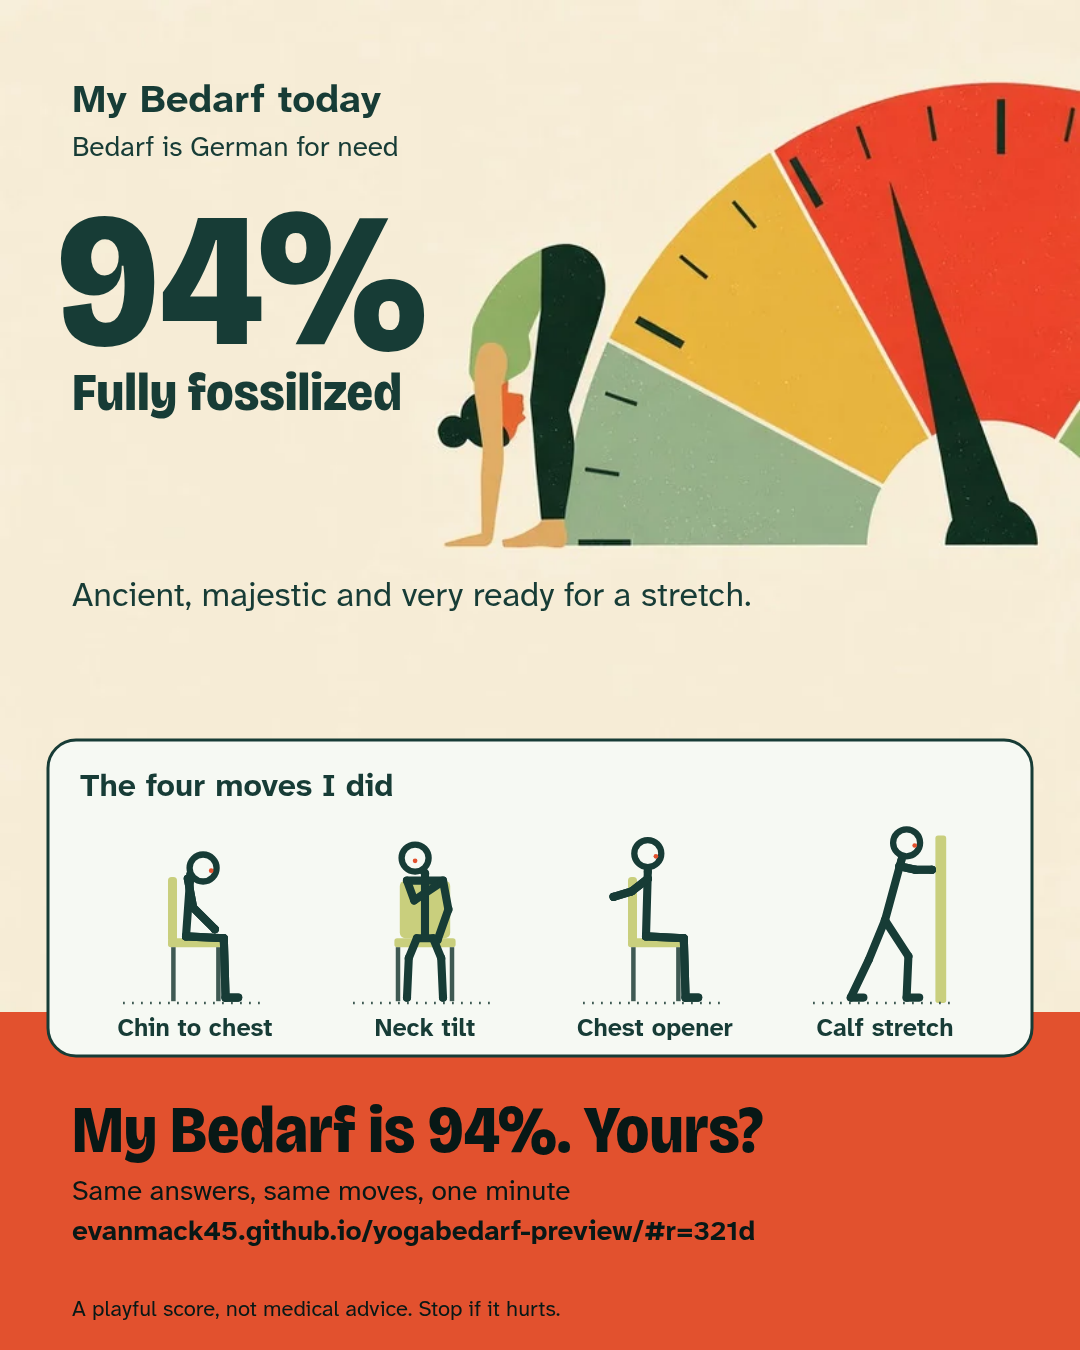 My Bedarf today
Bedarf is German for need
94%
Fully fossilized
Ancient, majestic and very ready for a stretch.
The four moves I did
Chin to chest
Neck tilt
Chest opener
Calf stretch
My Bedarf is 94%. Yours?
Same answers, same moves, one minute
evanmack45.github.io/yogabedarf-preview/#r=321d
A playful score, not medical advice. Stop if it hurts.